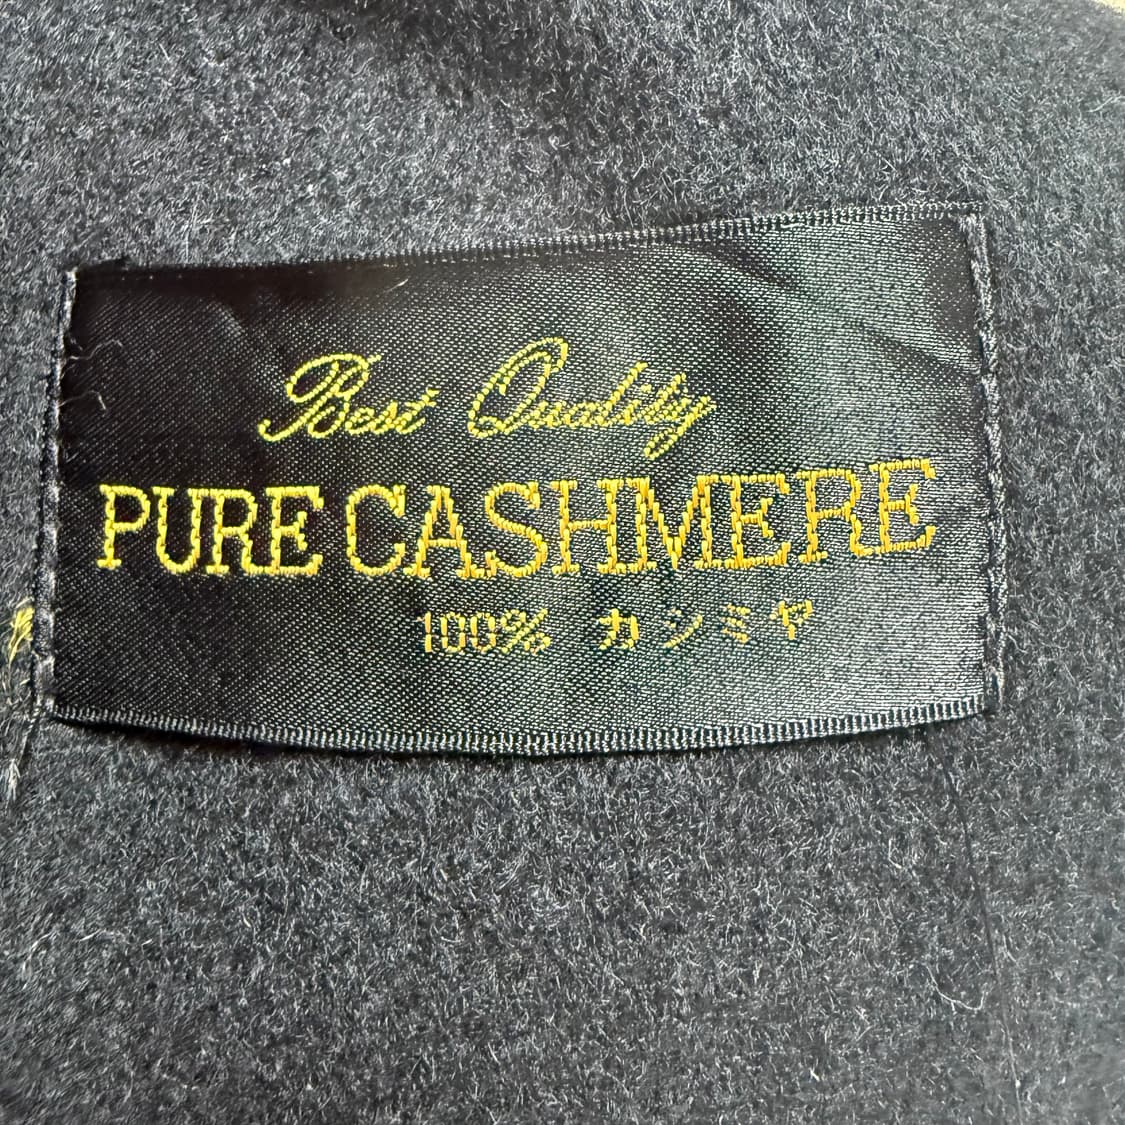 Best Quality
PURE CASHMERE
100% カシミヤ